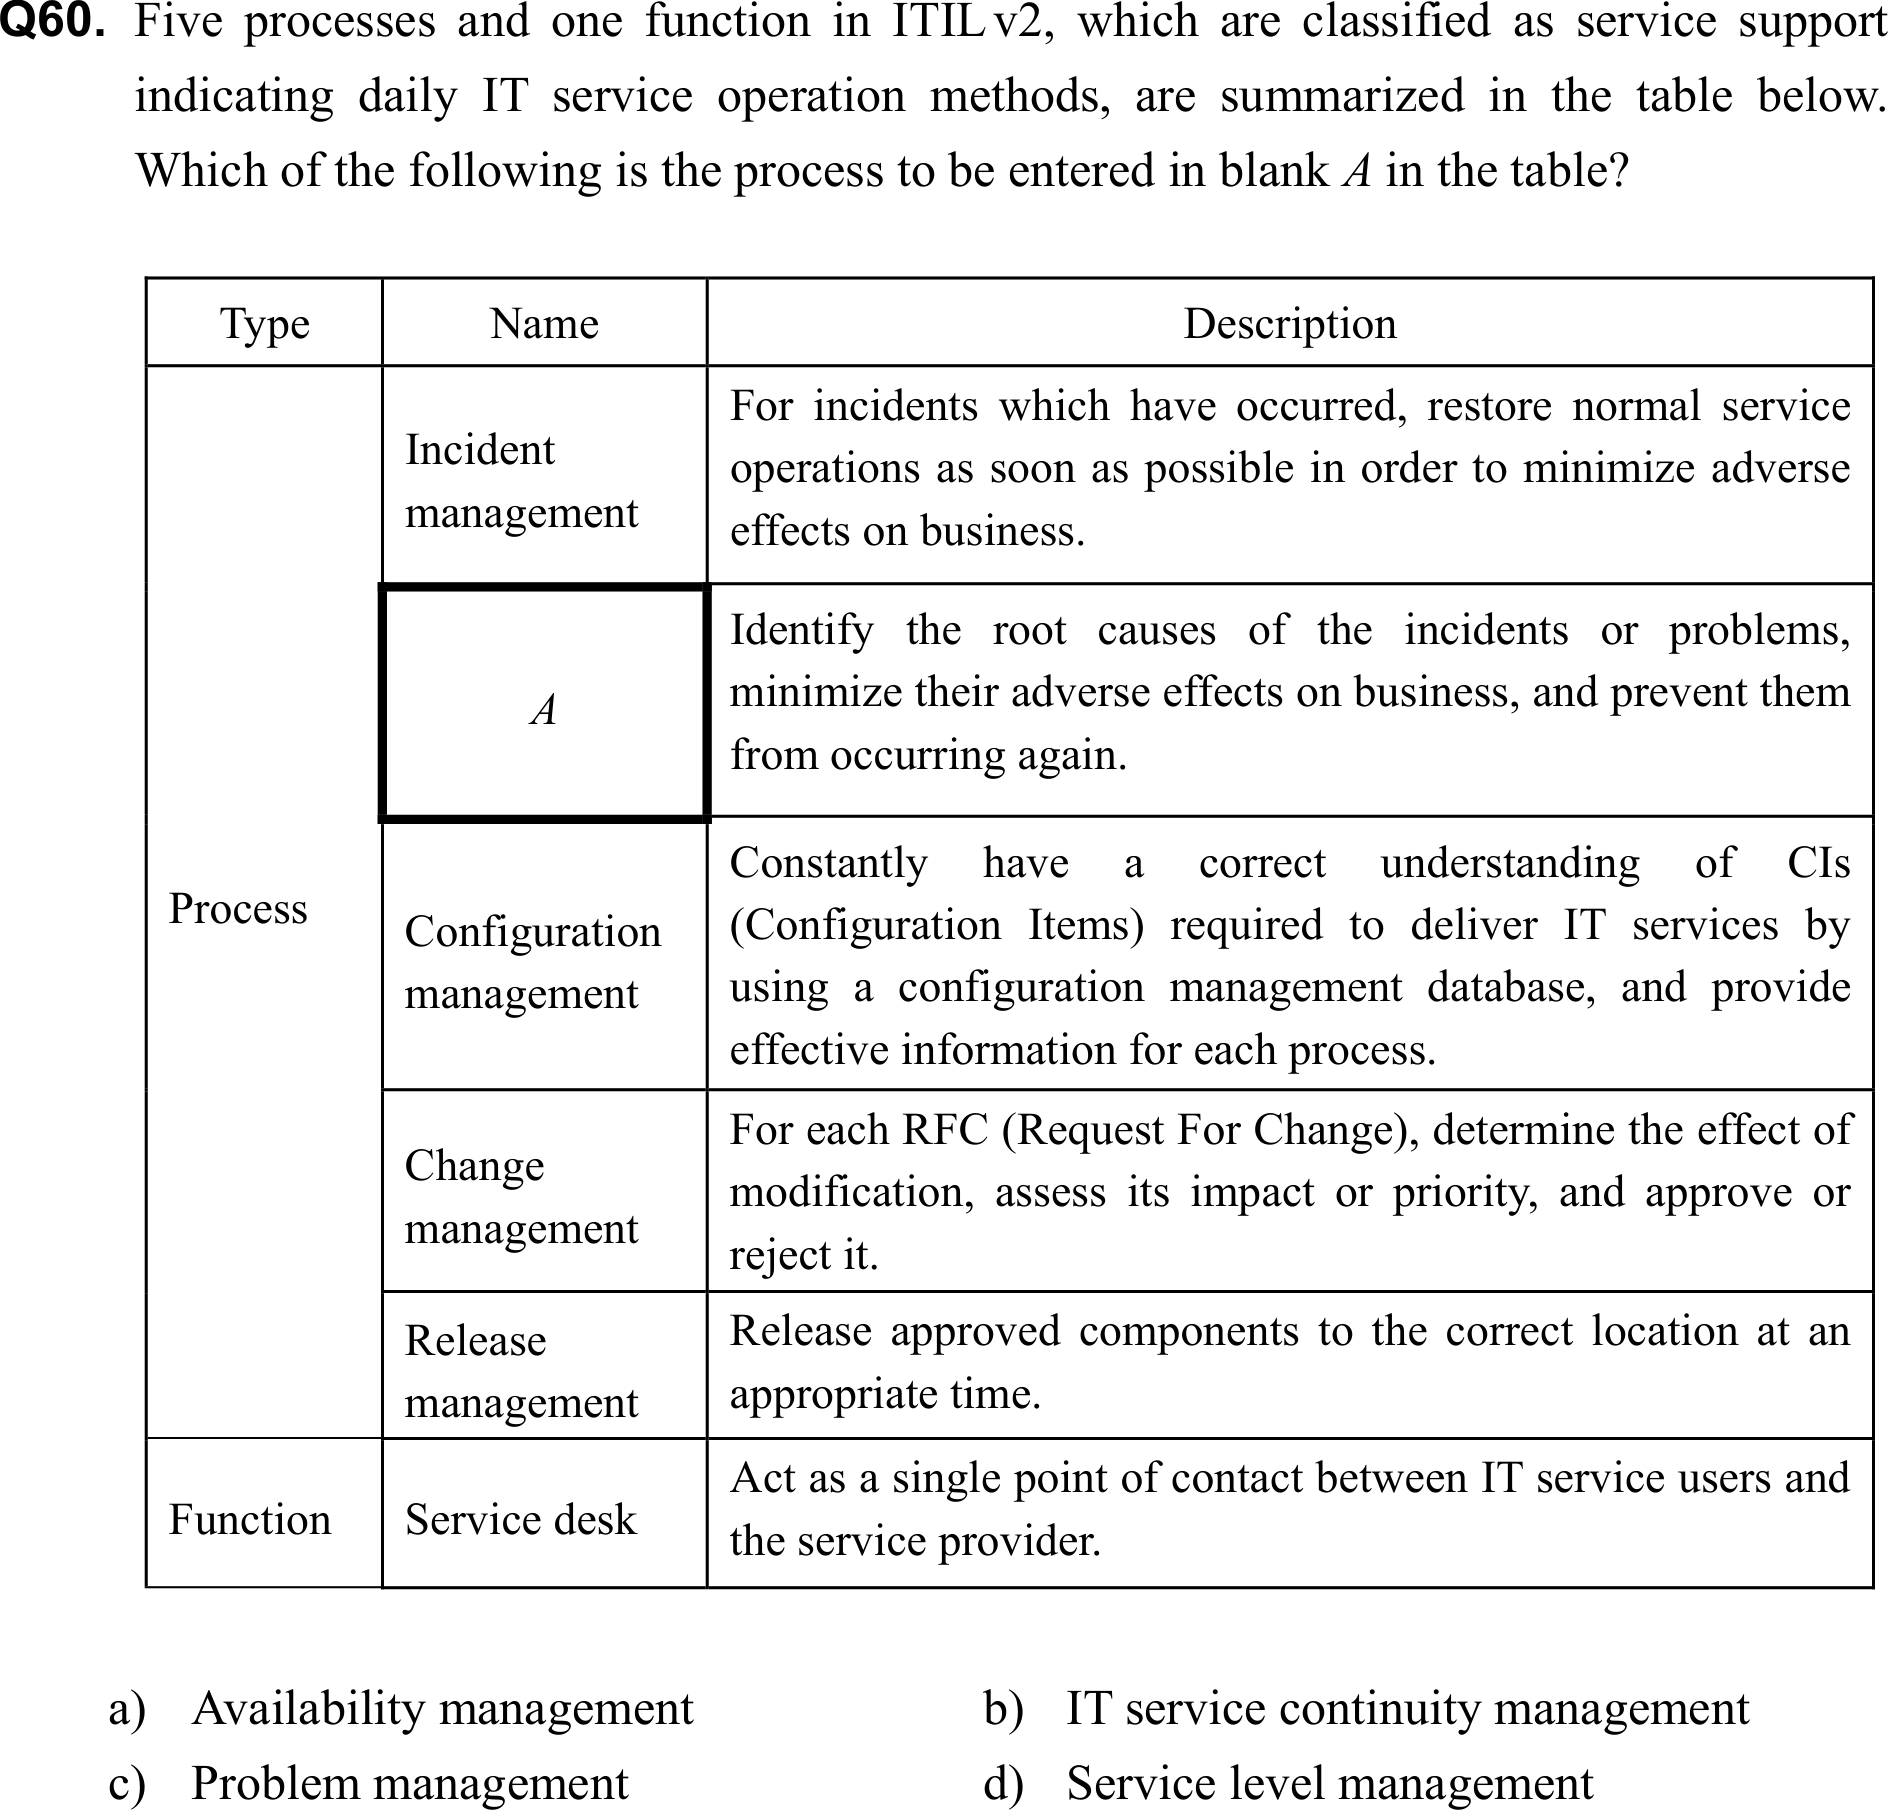 Q60. Five processes and one function in ITIL v2, which are classified as service support
indicating daily IT service operation methods, are summarized in the table below.
Which of the following is the process to be entered in blank A in the table?
Type Name Description
Process
Incident
management
For incidents which have occurred, restore normal service
operations as soon as possible in order to minimize adverse
effects on business.
A
Identify the root causes of the incidents or problems,
minimize their adverse effects on business, and prevent them
from occurring again.
Configuration
management
Constantly have a correct understanding of CIs
(Configuration Items) required to deliver IT services by
using a configuration management database, and provide
effective information for each process.
Change
management
For each RFC (Request For Change), determine the effect of
modification, assess its impact or priority, and approve or
reject it.
Release
management
Release approved components to the correct location at an
appropriate time.
Function
Service desk
Act as a single point of contact between IT service users and
the service provider.
a) Availability management b) IT service continuity management
c) Problem management d) Service level management